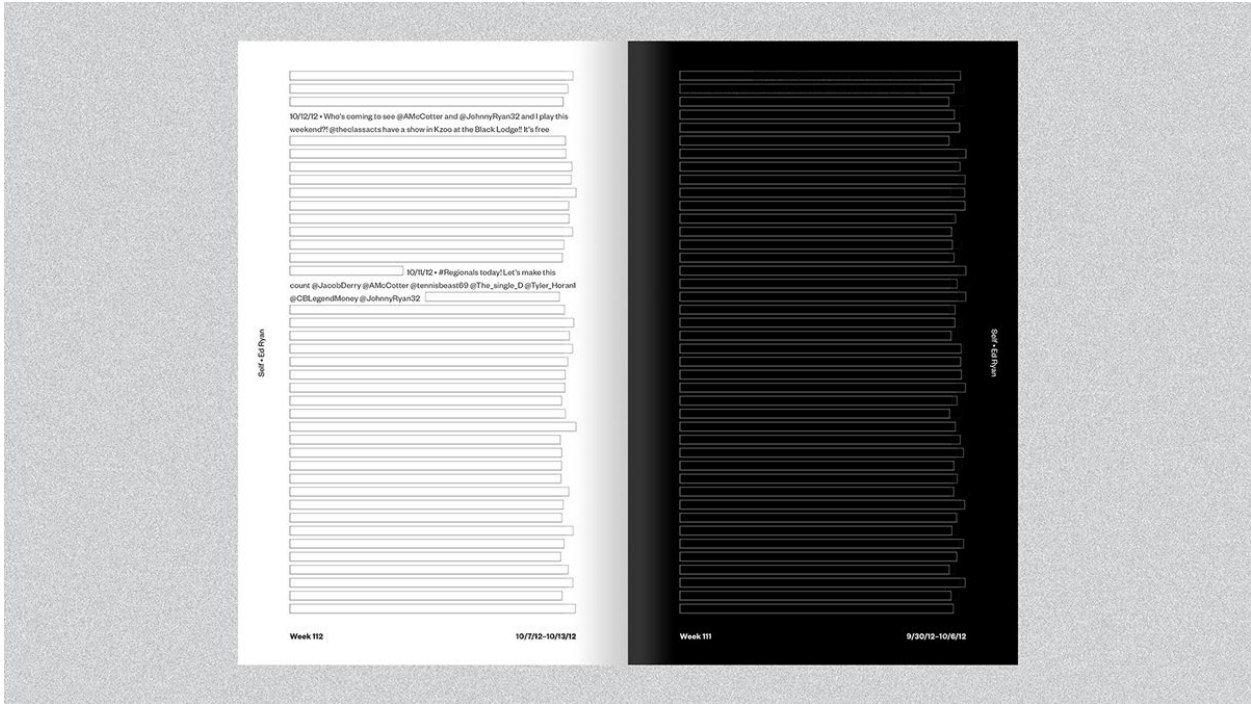 10/12/12 • Who's coming to see @AMcCotter and @JohnnyRyan32 and I play this
weekend?! @theclassacts have a show in Kzoo at the Black Lodge!! It's free
10/11/12 • #Regionals today! Let's make this
count @JacobDerry @AMcCotter @tennisbeast69 @The_single_D @Tyler_Horan1
@CBLegendMoney @JohnnyRyan32
Self • Ed Ryan
Week 112
10/7/12–10/13/12
Self • Ed Ryan
Week 111
9/30/12–10/6/12